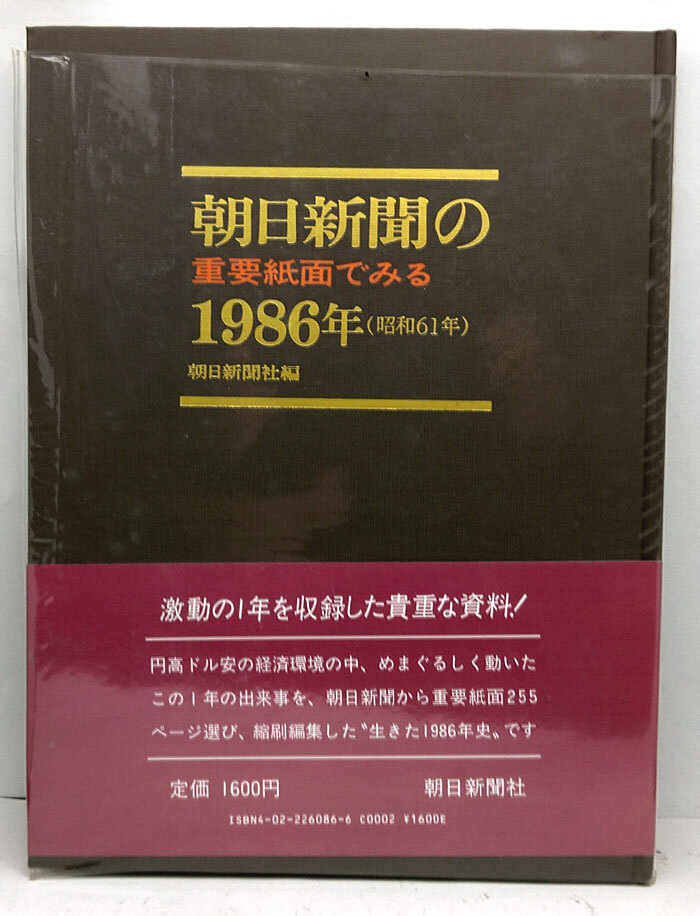 朝日新聞の
重要紙面でみる
1986年(昭和61年)
朝日新聞社編
激動の1年を収録した貴重な資料!
円高ドル安の経済環境の中、めまぐるしく動いた
この1年の出来事を、朝日新聞から重要紙面255
ページ選び、縮刷編集した〝生きた1986年史〟です
定価 1600円 朝日新聞社
ISBN4-02-226086-6 C0002 ¥1600E